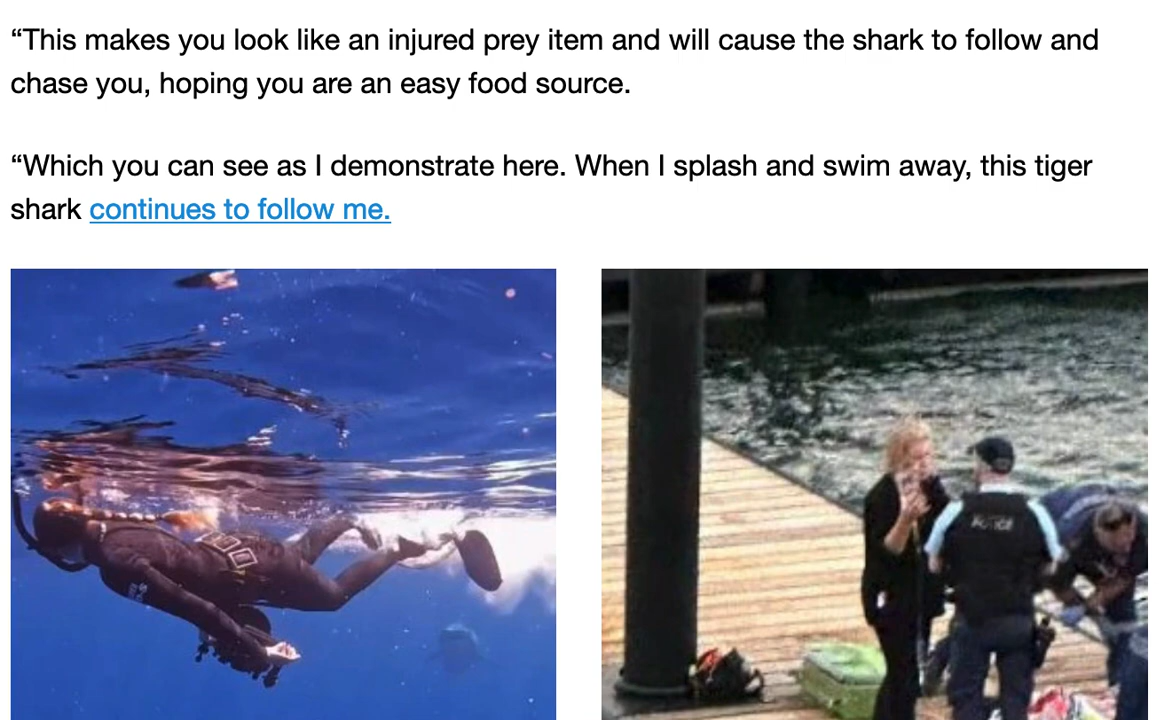 “This makes you look like an injured prey item and will cause the shark to follow and
chase you, hoping you are an easy food source.
“Which you can see as I demonstrate here. When I splash and swim away, this tiger
shark continues to follow me.
POLICE